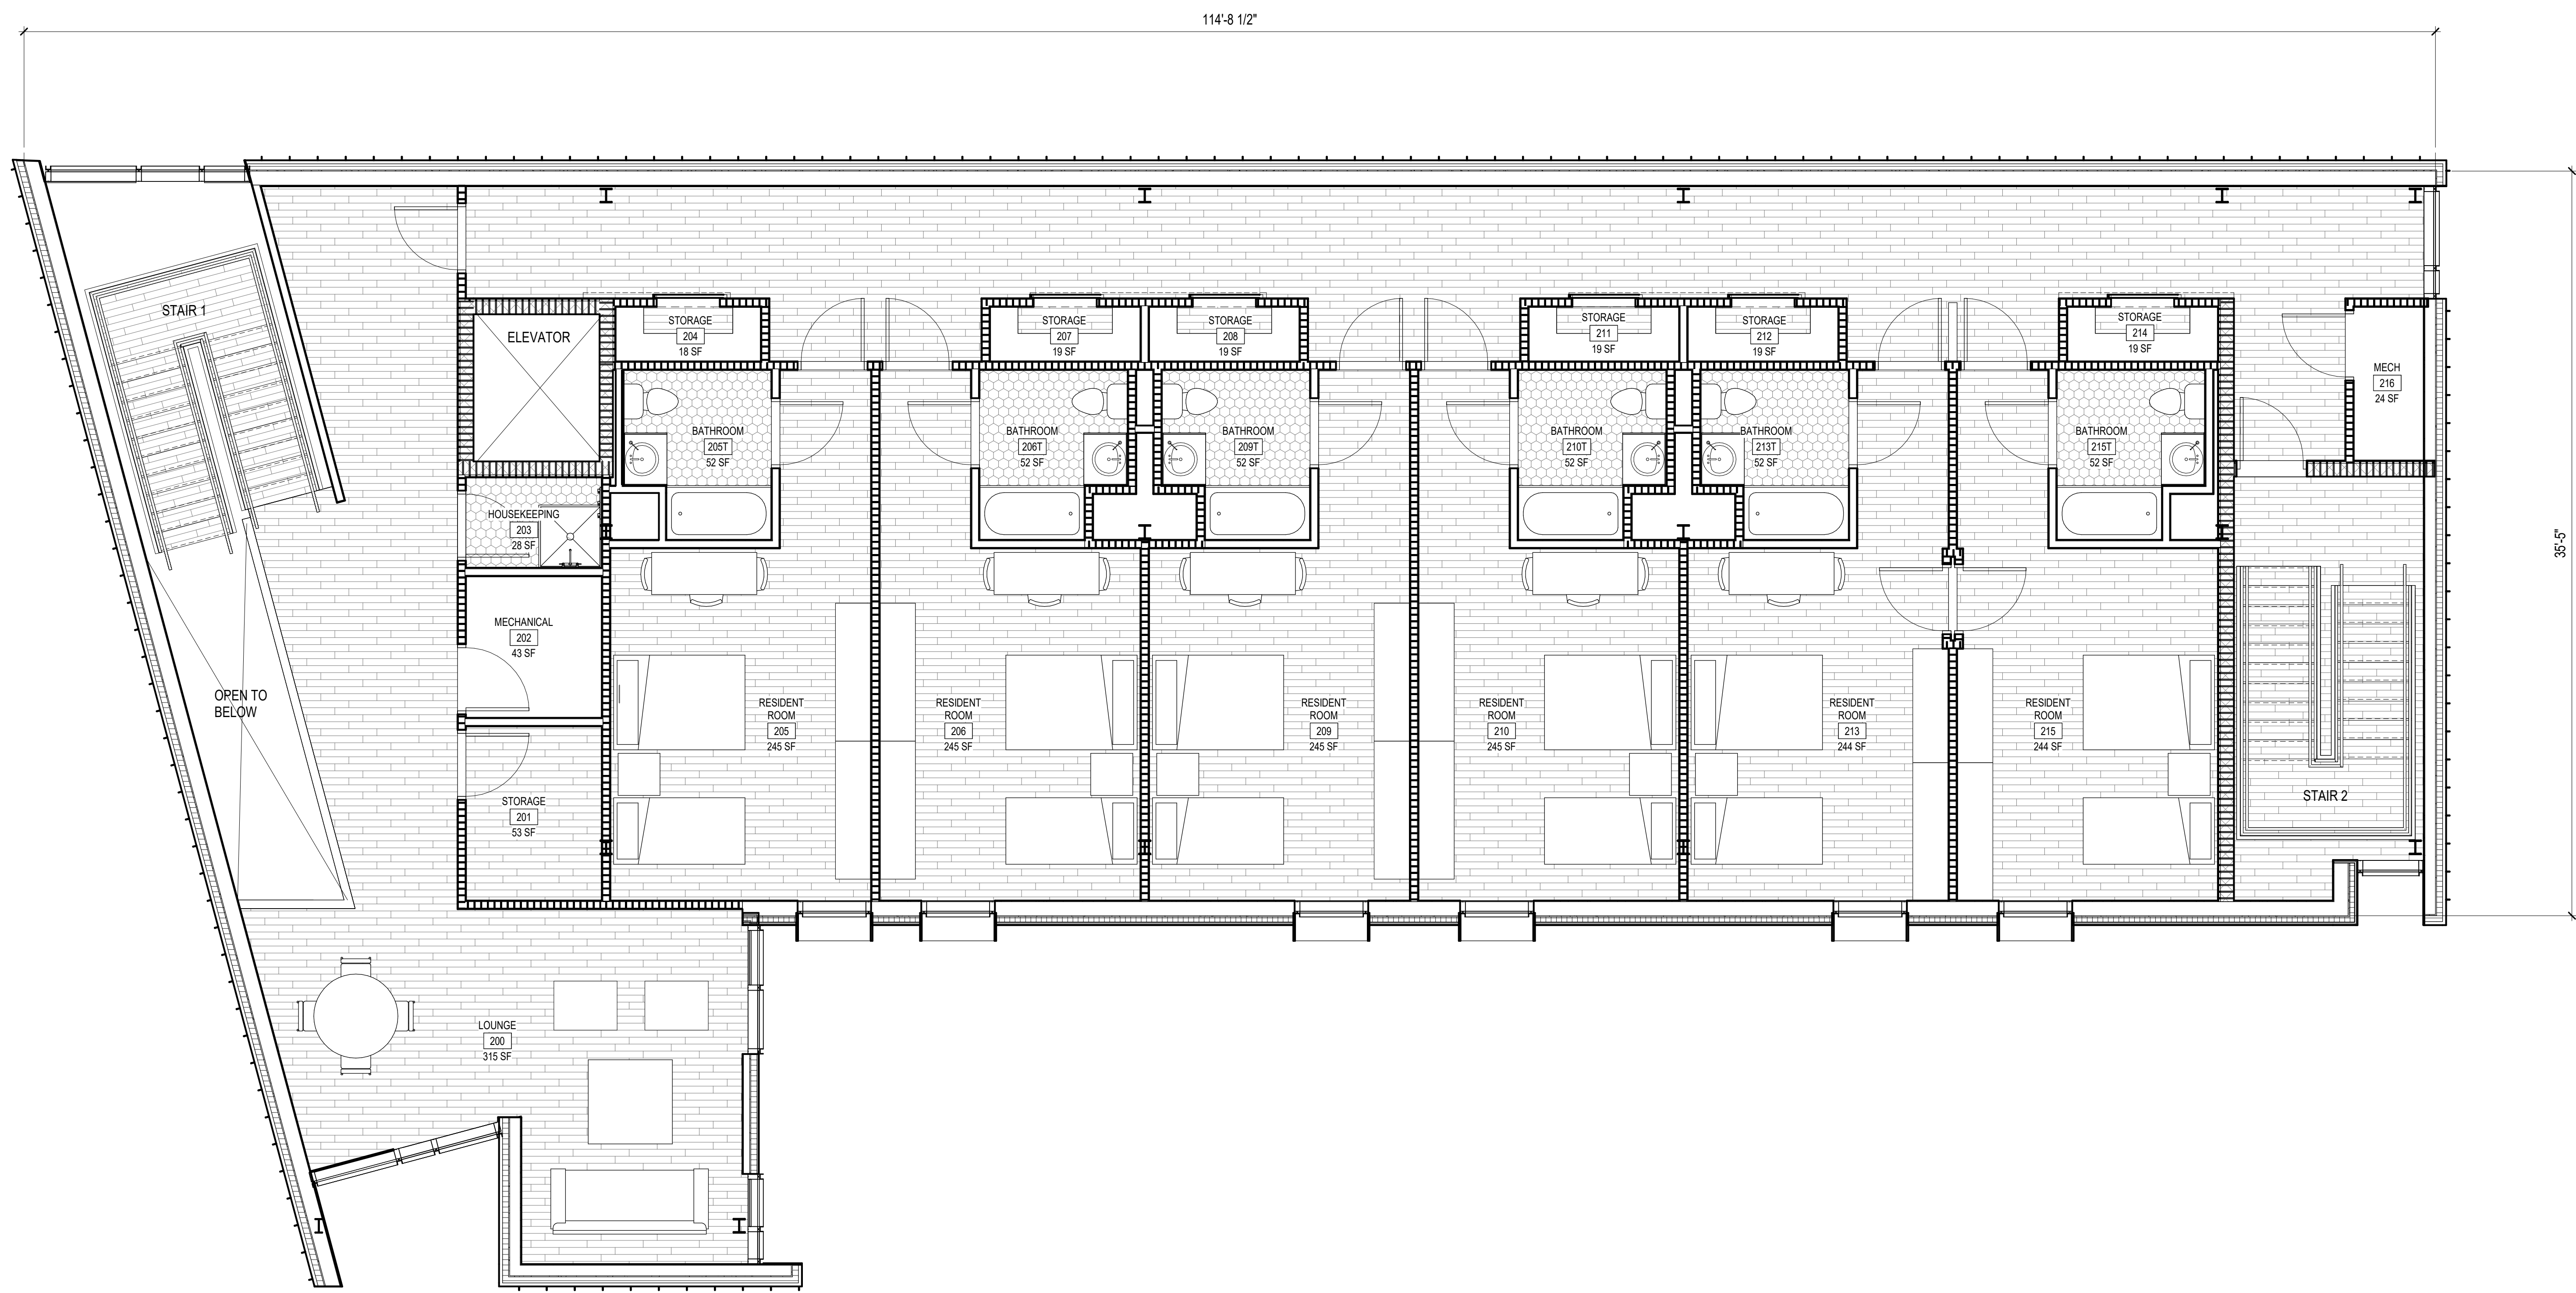 114'-8 1/2"
35'-5"
STAIR 1
ELEVATOR
STORAGE
204
18 SF
STORAGE
207
19 SF
STORAGE
208
19 SF
STORAGE
211
19 SF
STORAGE
212
19 SF
STORAGE
214
19 SF
MECH
216
24 SF
BATHROOM
205T
52 SF
BATHROOM
206T
52 SF
BATHROOM
209T
52 SF
BATHROOM
210T
52 SF
BATHROOM
213T
52 SF
BATHROOM
215T
52 SF
HOUSEKEEPING
203
28 SF
MECHANICAL
202
43 SF
OPEN TO
BELOW
STORAGE
201
53 SF
RESIDENT
ROOM
205
245 SF
RESIDENT
ROOM
206
245 SF
RESIDENT
ROOM
209
245 SF
RESIDENT
ROOM
210
245 SF
RESIDENT
ROOM
213
244 SF
RESIDENT
ROOM
215
244 SF
STAIR 2
LOUNGE
200
315 SF